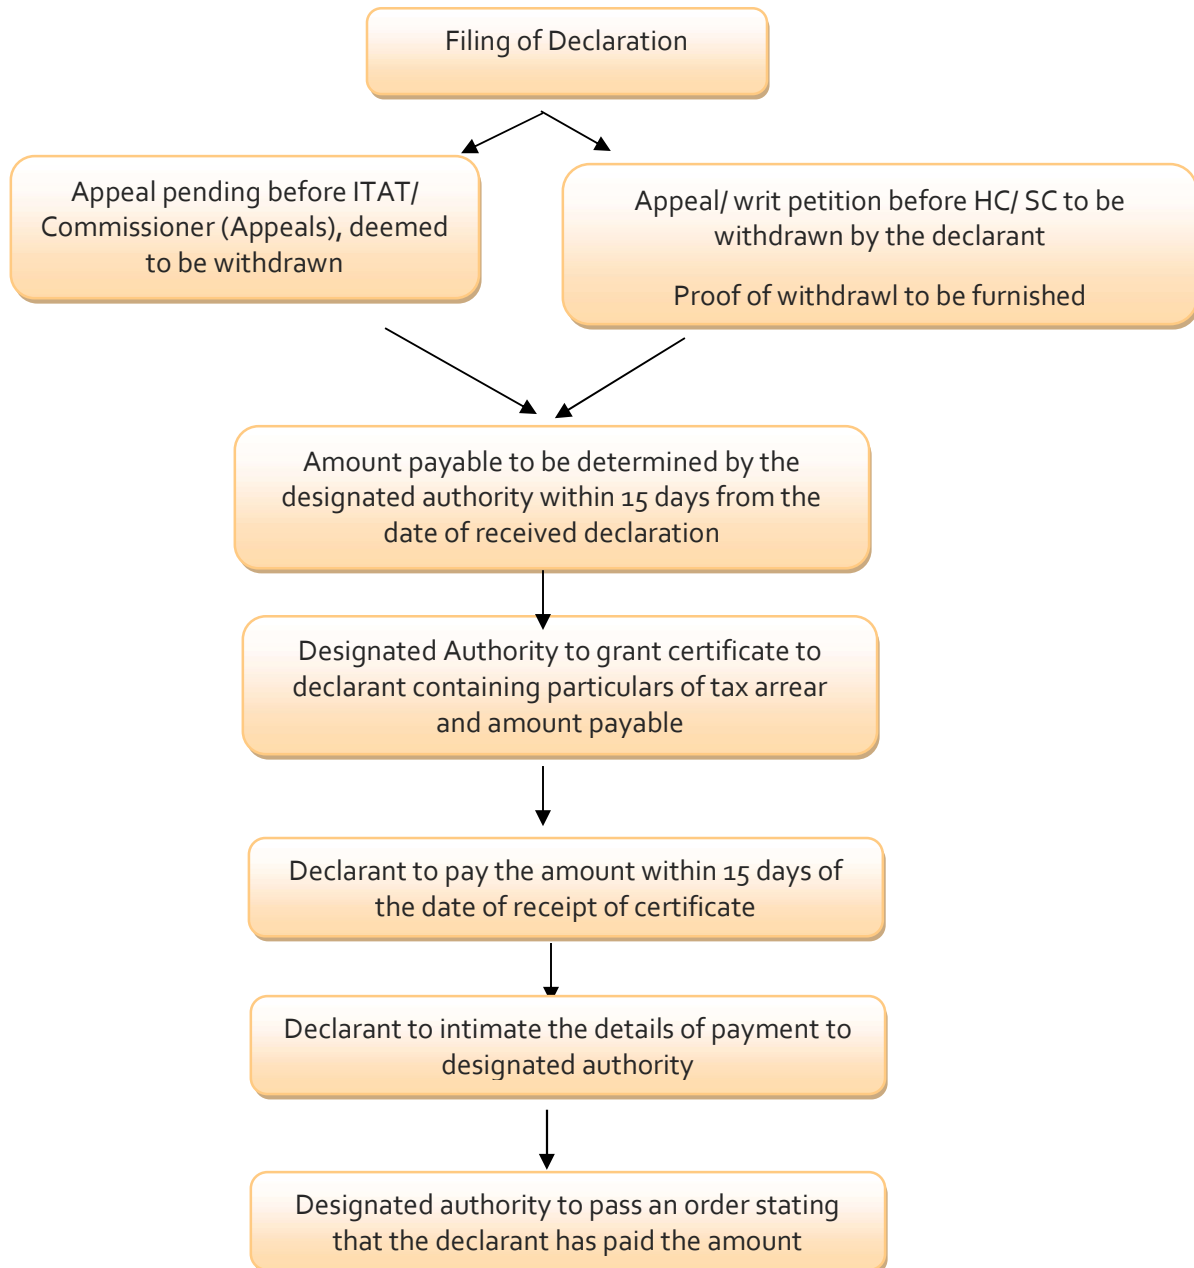 Filing of Declaration
Appeal pending before ITAT/
Commissioner (Appeals), deemed
to be withdrawn
Appeal/ writ petition before HC/ SC to be
withdrawn by the declarant
Proof of withdrawl to be furnished
Amount payable to be determined by the
designated authority within 15 days from the
date of received declaration
Designated Authority to grant certificate to
declarant containing particulars of tax arrear
and amount payable
Declarant to pay the amount within 15 days of
the date of receipt of certificate
Declarant to intimate the details of payment to
designated authority
Designated authority to pass an order stating
that the declarant has paid the amount